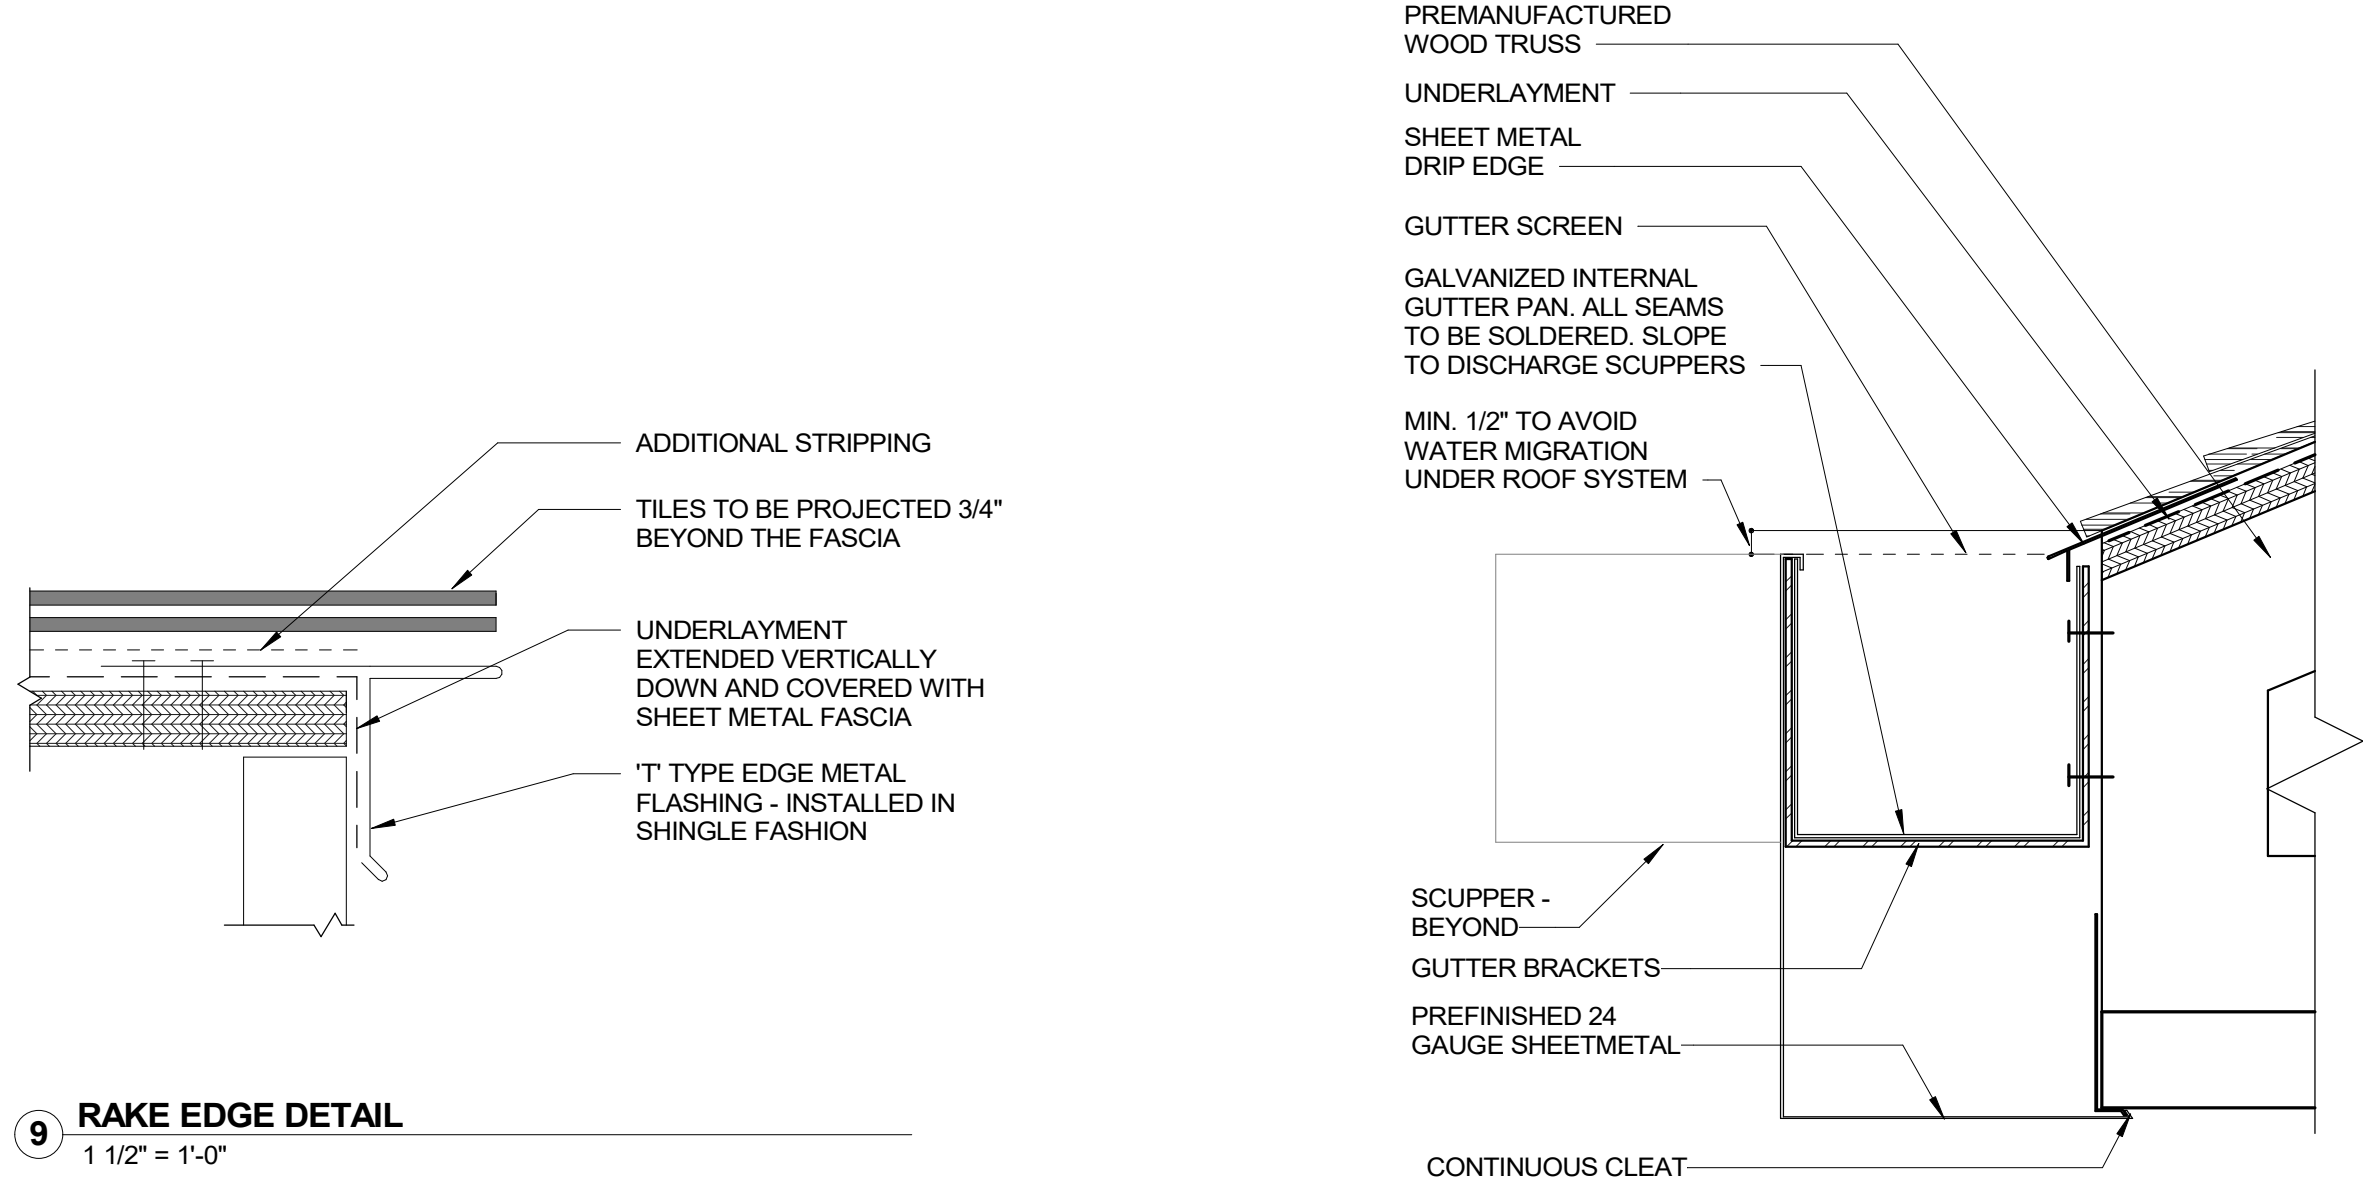 ADDITIONAL STRIPPING
TILES TO BE PROJECTED 3/4"
BEYOND THE FASCIA
UNDERLAYMENT
EXTENDED VERTICALLY
DOWN AND COVERED WITH
SHEET METAL FASCIA
'T' TYPE EDGE METAL
FLASHING - INSTALLED IN
SHINGLE FASHION
9
RAKE EDGE DETAIL
1 1/2" = 1'-0"
PREMANUFACTURED
WOOD TRUSS
UNDERLAYMENT
SHEET METAL
DRIP EDGE
GUTTER SCREEN
GALVANIZED INTERNAL
GUTTER PAN. ALL SEAMS
TO BE SOLDERED. SLOPE
TO DISCHARGE SCUPPERS
MIN. 1/2" TO AVOID
WATER MIGRATION
UNDER ROOF SYSTEM
SCUPPER -
BEYOND
GUTTER BRACKETS
PREFINISHED 24
GAUGE SHEETMETAL
CONTINUOUS CLEAT